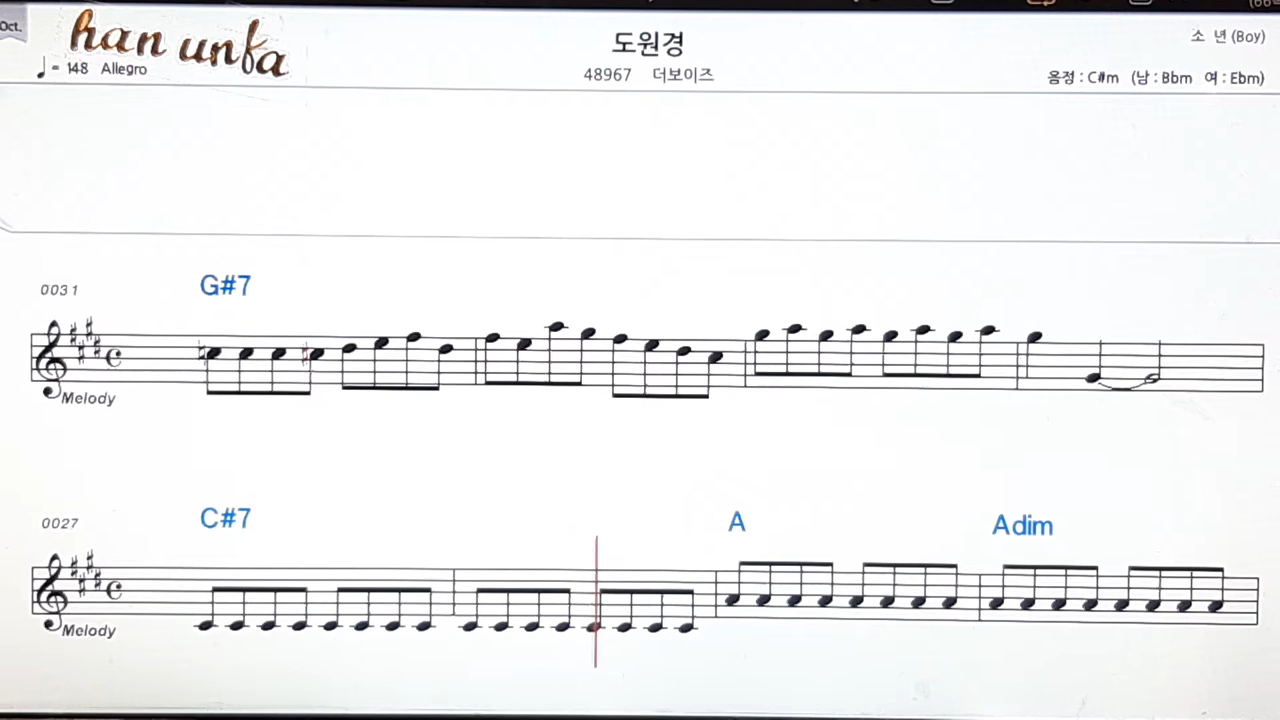 Oct.
han unfa
♩= 148 Allegro
도원경
48967 더보이즈
소 년 (Boy)
음정 : C#m (남 : Bbm 여 : Ebm)
0031
G#7
Melody
0027
C#7
A
Adim
Melody